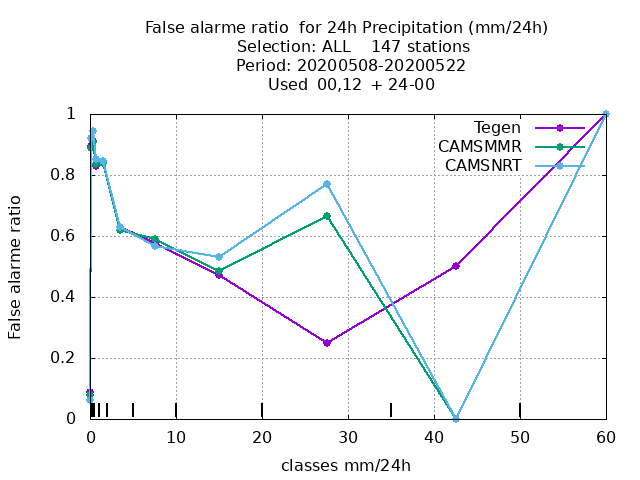 False alarme ratio  for 24h Precipitation (mm/24h)
Selection: ALL    147 stations
Period: 20200508-20200522
Used  00,12  + 24-00
Tegen
CAMSMMR
CAMSNRT
False alarme ratio
1
0.8
0.6
0.4
0.2
0
0 10 20 30 40 50 60
classes mm/24h